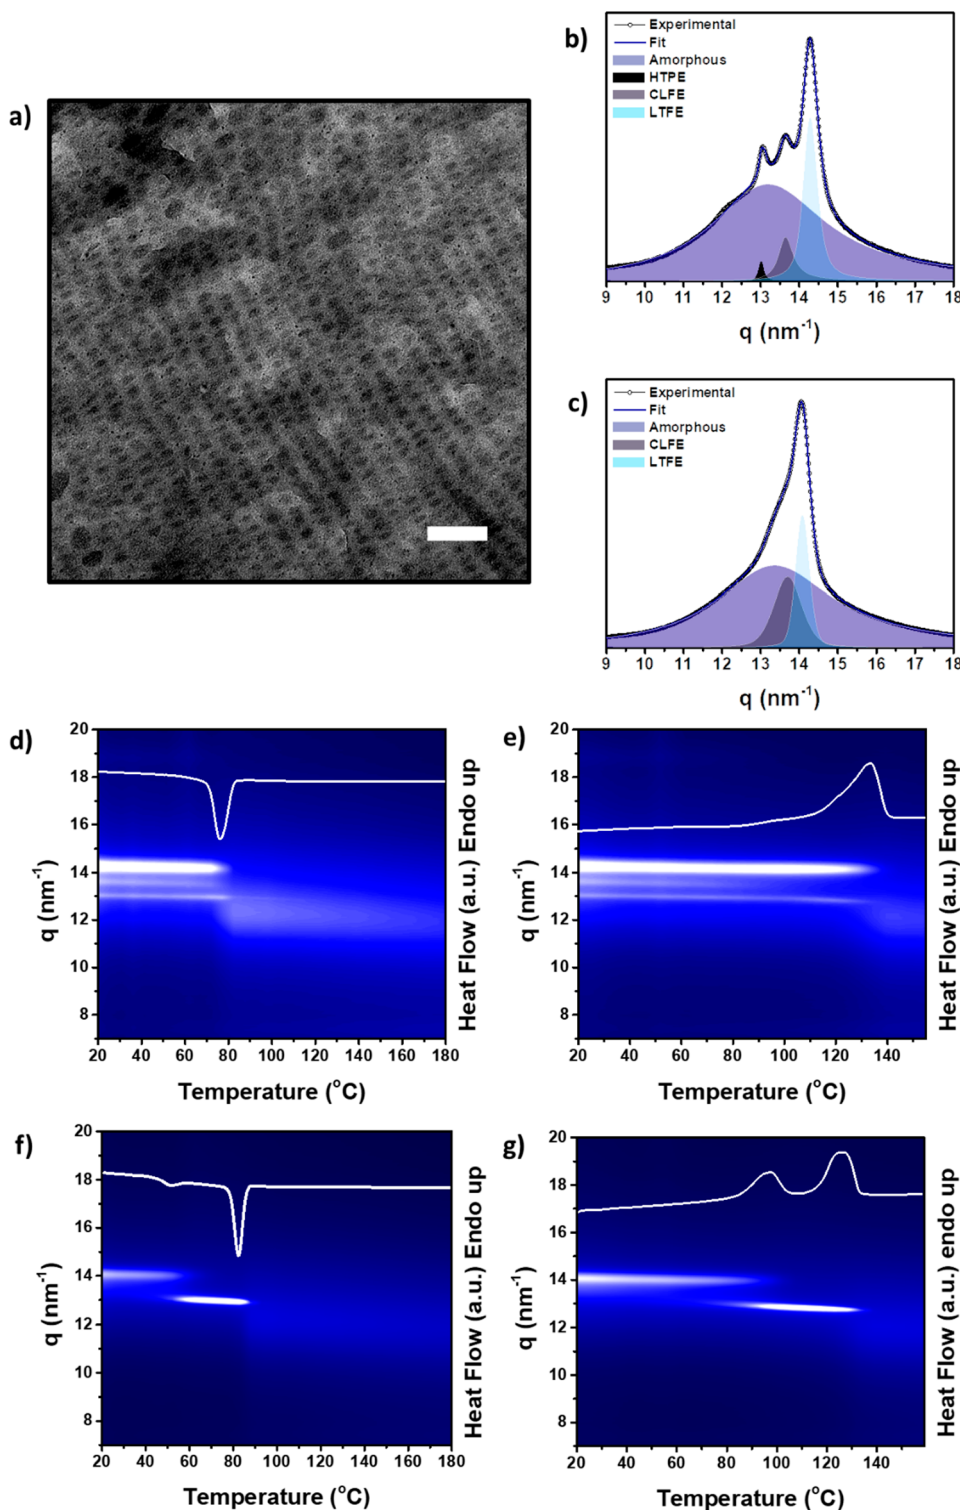 a)
b)
Experimental
Fit
Amorphous
HTPE
CLFE
LTFE
9 10 11 12 13 14 15 16 17 18
q (nm-1)
c)
Experimental
Fit
Amorphous
CLFE
LTFE
9 10 11 12 13 14 15 16 17 18
q (nm-1)
d)
20
18
16
14
12
10
8
q (nm-1)
Heat Flow (a.u.) Endo up
20 40 60 80 100 120 140 160 180
Temperature (oC)
e)
20
18
16
14
12
10
8
q (nm-1)
Heat Flow (a.u.) Endo up
20 40 60 80 100 120 140
Temperature (oC)
f)
20
18
16
14
12
10
8
q (nm-1)
Heat Flow (a.u.) Endo up
20 40 60 80 100 120 140 160 180
Temperature (oC)
g)
20
18
16
14
12
10
8
q (nm-1)
Heat Flow (a.u.) endo up
20 40 60 80 100 120 140
Temperature (oC)